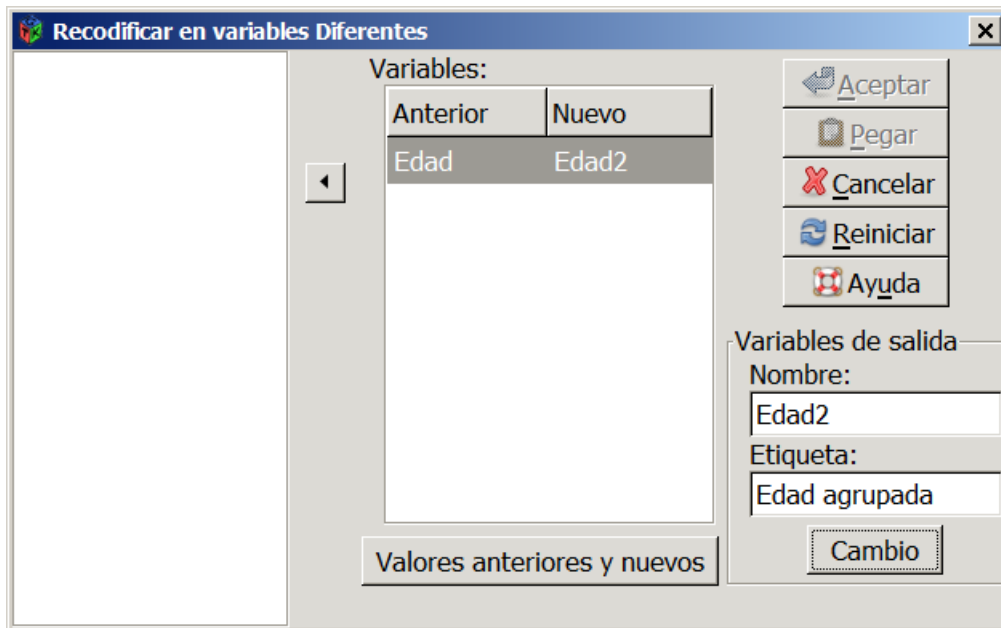 Recodificar en variables Diferentes
Variables:
Anterior Nuevo
Edad Edad2
Valores anteriores y nuevos
Aceptar
Pegar
Cancelar
Reiniciar
Ayuda
Variables de salida
Nombre:
Edad2
Etiqueta:
Edad agrupada
Cambio